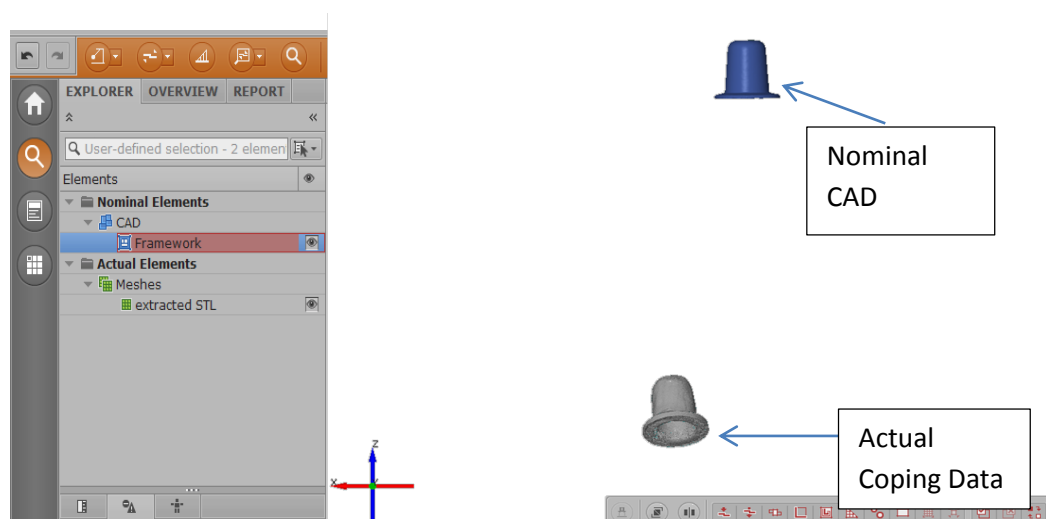 EXPLORER OVERVIEW REPORT
User-defined selection - 2 elemen
Elements
Nominal Elements
CAD
Framework
Actual Elements
Meshes
extracted STL
Nominal
CAD
Actual
Coping Data
z
x